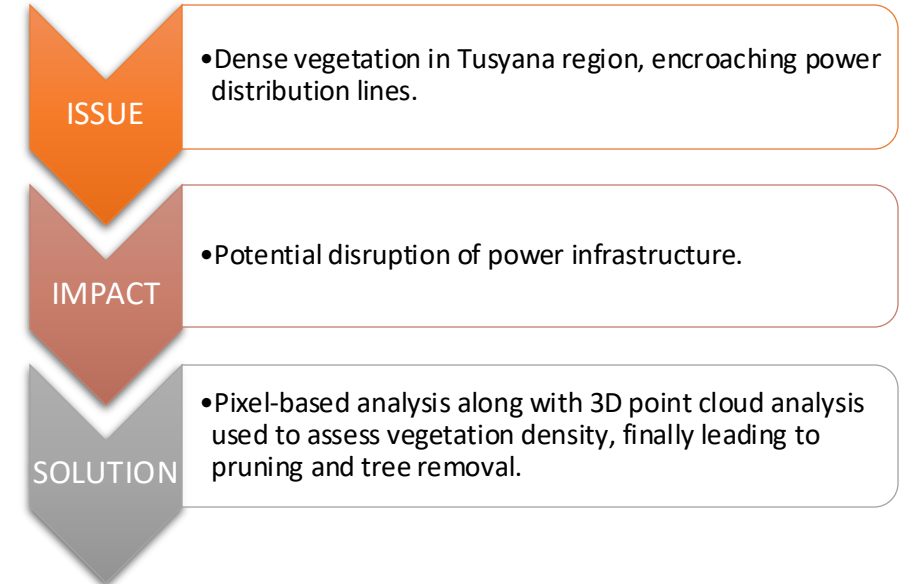 ISSUE
•Dense vegetation in Tusyana region, encroaching power
distribution lines.
IMPACT
•Potential disruption of power infrastructure.
SOLUTION
•Pixel-based analysis along with 3D point cloud analysis
used to assess vegetation density, finally leading to
pruning and tree removal.